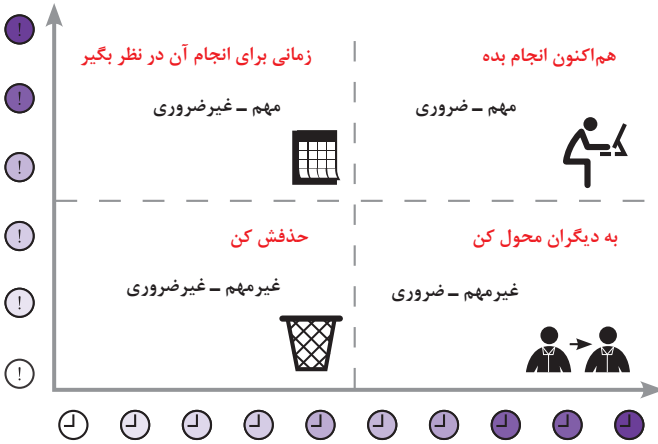 هم‌اکنون انجام بده
مهم ـ ضروری
زمانی برای انجام آن در نظر بگیر
مهم ـ غیرضروری
به دیگران محول کن
غیرمهم ـ ضروری
حذفش کن
غیرمهم ـ غیرضروری
!
!
!
!
!
!